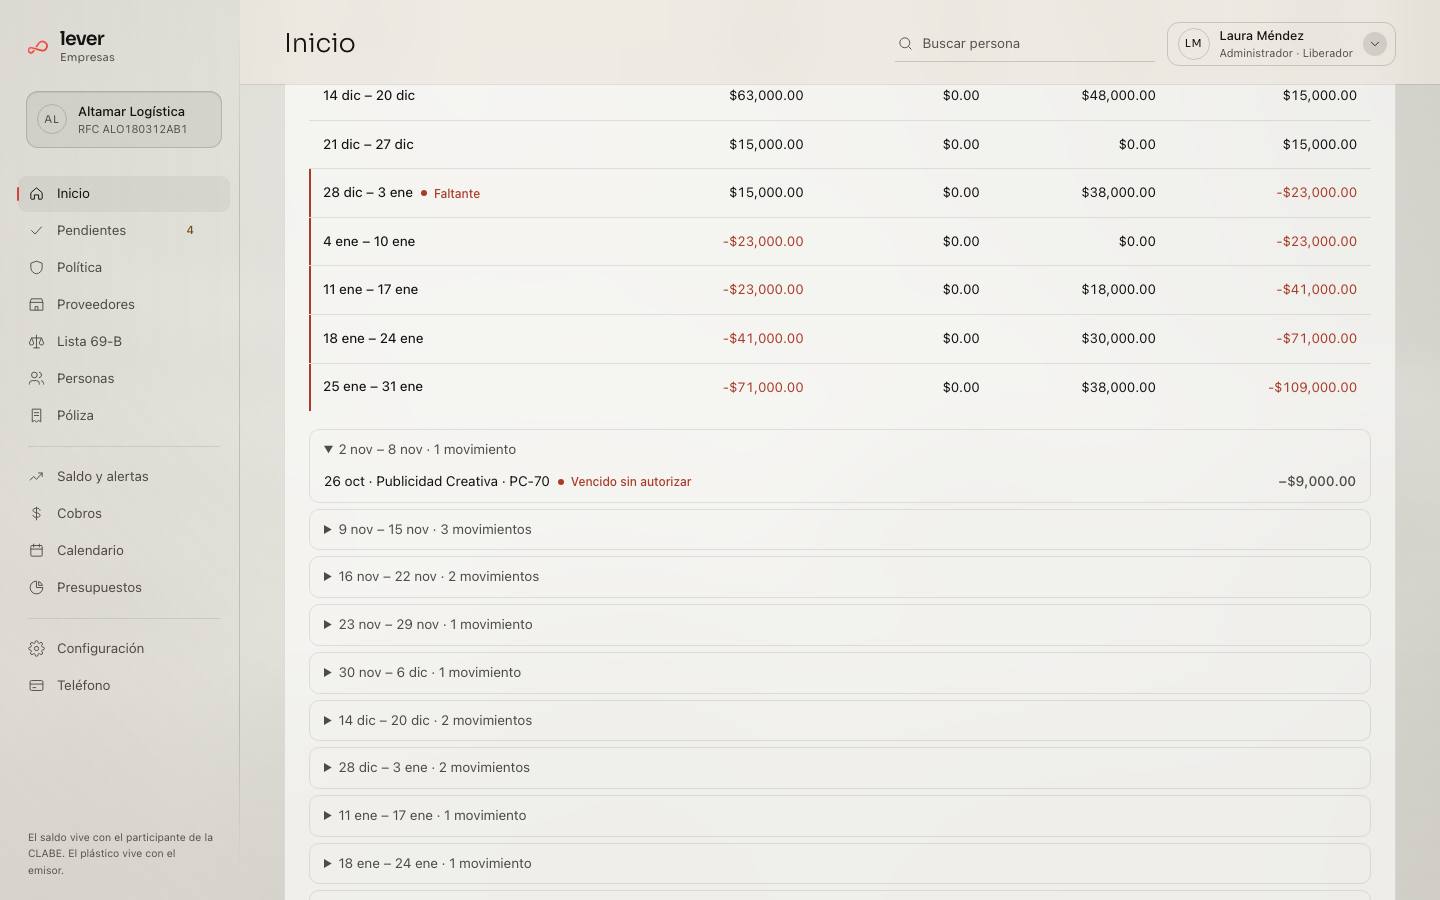 lever
Empresas
AL
Altamar Logística
RFC ALO180312AB1
Inicio
Pendientes 4
Política
Proveedores
Lista 69-B
Personas
Póliza
Saldo y alertas
Cobros
Calendario
Presupuestos
Configuración
Teléfono
El saldo vive con el participante de la
CLABE. El plástico vive con el
emisor.
Inicio
Buscar persona
LM
Laura Méndez
Administrador · Liberador
14 dic – 20 dic $63,000.00 $0.00 $48,000.00 $15,000.00
21 dic – 27 dic $15,000.00 $0.00 $0.00 $15,000.00
28 dic – 3 ene Faltante $15,000.00 $0.00 $38,000.00 -$23,000.00
4 ene – 10 ene -$23,000.00 $0.00 $0.00 -$23,000.00
11 ene – 17 ene -$23,000.00 $0.00 $18,000.00 -$41,000.00
18 ene – 24 ene -$41,000.00 $0.00 $30,000.00 -$71,000.00
25 ene – 31 ene -$71,000.00 $0.00 $38,000.00 -$109,000.00
2 nov – 8 nov · 1 movimiento
26 oct · Publicidad Creativa · PC-70 Vencido sin autorizar –$9,000.00
9 nov – 15 nov · 3 movimientos
16 nov – 22 nov · 2 movimientos
23 nov – 29 nov · 1 movimiento
30 nov – 6 dic · 1 movimiento
14 dic – 20 dic · 2 movimientos
28 dic – 3 ene · 2 movimientos
11 ene – 17 ene · 1 movimiento
18 ene – 24 ene · 1 movimiento